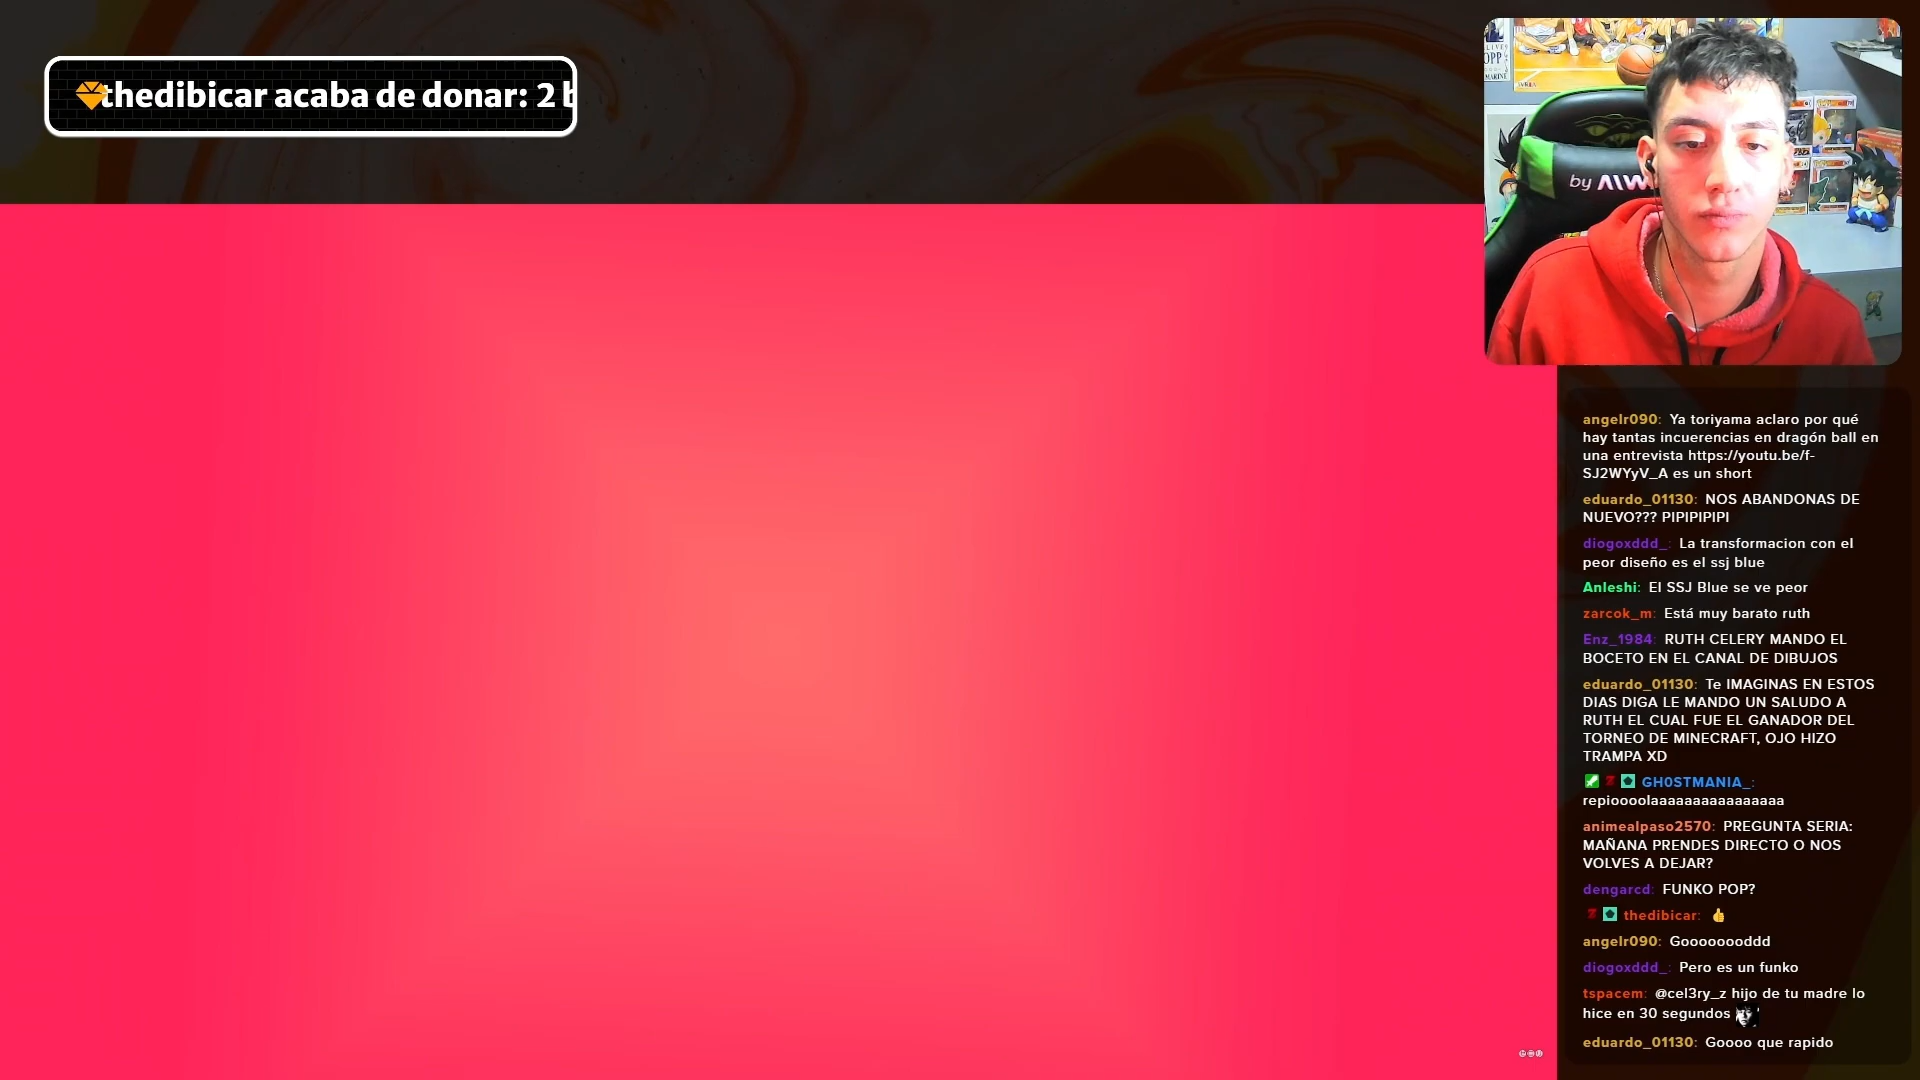 thedibicar acaba de donar: 2 b
OPP
MARINE
by AIW
angelr090: Ya toriyama aclaro por qué
hay tantas incuerencias en dragón ball en
una entrevista https://youtu.be/f-
SJ2WYyV_A es un short
eduardo_01130: NOS ABANDONAS DE
NUEVO??? PIPIPIPIPI
diogoxddd_: La transformacion con el
peor diseño es el ssj blue
Anleshi: El SSJ Blue se ve peor
zarcok_m: Está muy barato ruth
Enz_1984: RUTH CELERY MANDO EL
BOCETO EN EL CANAL DE DIBUJOS
eduardo_01130: Te IMAGINAS EN ESTOS
DIAS DIGA LE MANDO UN SALUDO A
RUTH EL CUAL FUE EL GANADOR DEL
TORNEO DE MINECRAFT, OJO HIZO
TRAMPA XD
GH0STMANIA_:
repioooolaaaaaaaaaaaaaaaa
animealpaso2570: PREGUNTA SERIA:
MAÑANA PRENDES DIRECTO O NOS
VOLVES A DEJAR?
dengarcd: FUNKO POP?
thedibicar: 👍
angelr090: Goooooooddd
diogoxddd_: Pero es un funko
tspacem: @cel3ry_z hijo de tu madre lo
hice en 30 segundos
eduardo_01130: Goooo que rapido